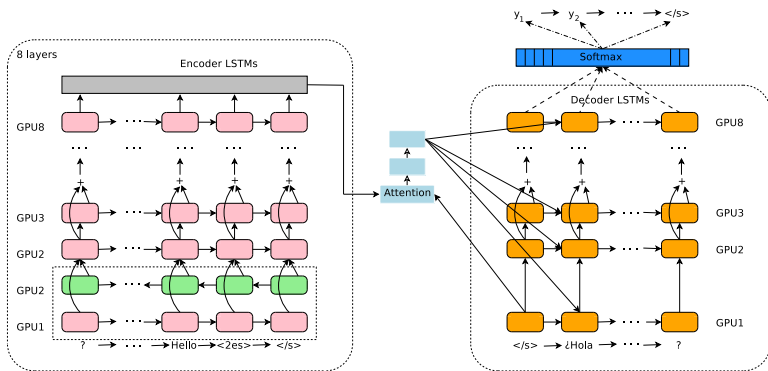 y1 y2 ... </s>
8 layers
Encoder LSTMs
Softmax
Decoder LSTMs
GPU8 ... GPU8
... ... ... ...
+ + + + + +
Attention
GPU3 ... ... GPU3
GPU2 ... ... GPU2
GPU2 ...
GPU1 ... ... GPU1
? ... Hello <2es> </s>
</s> ¿Hola ... ?